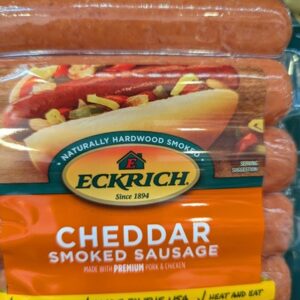 NATURALLY HARDWOOD SMOKED
E
ECKRICH
Since 1894
SERVING
SUGGESTION
CHEDDAR
SMOKED SAUSAGE
MADE WITH PREMIUM PORK & CHICKEN
HEAT AND EAT